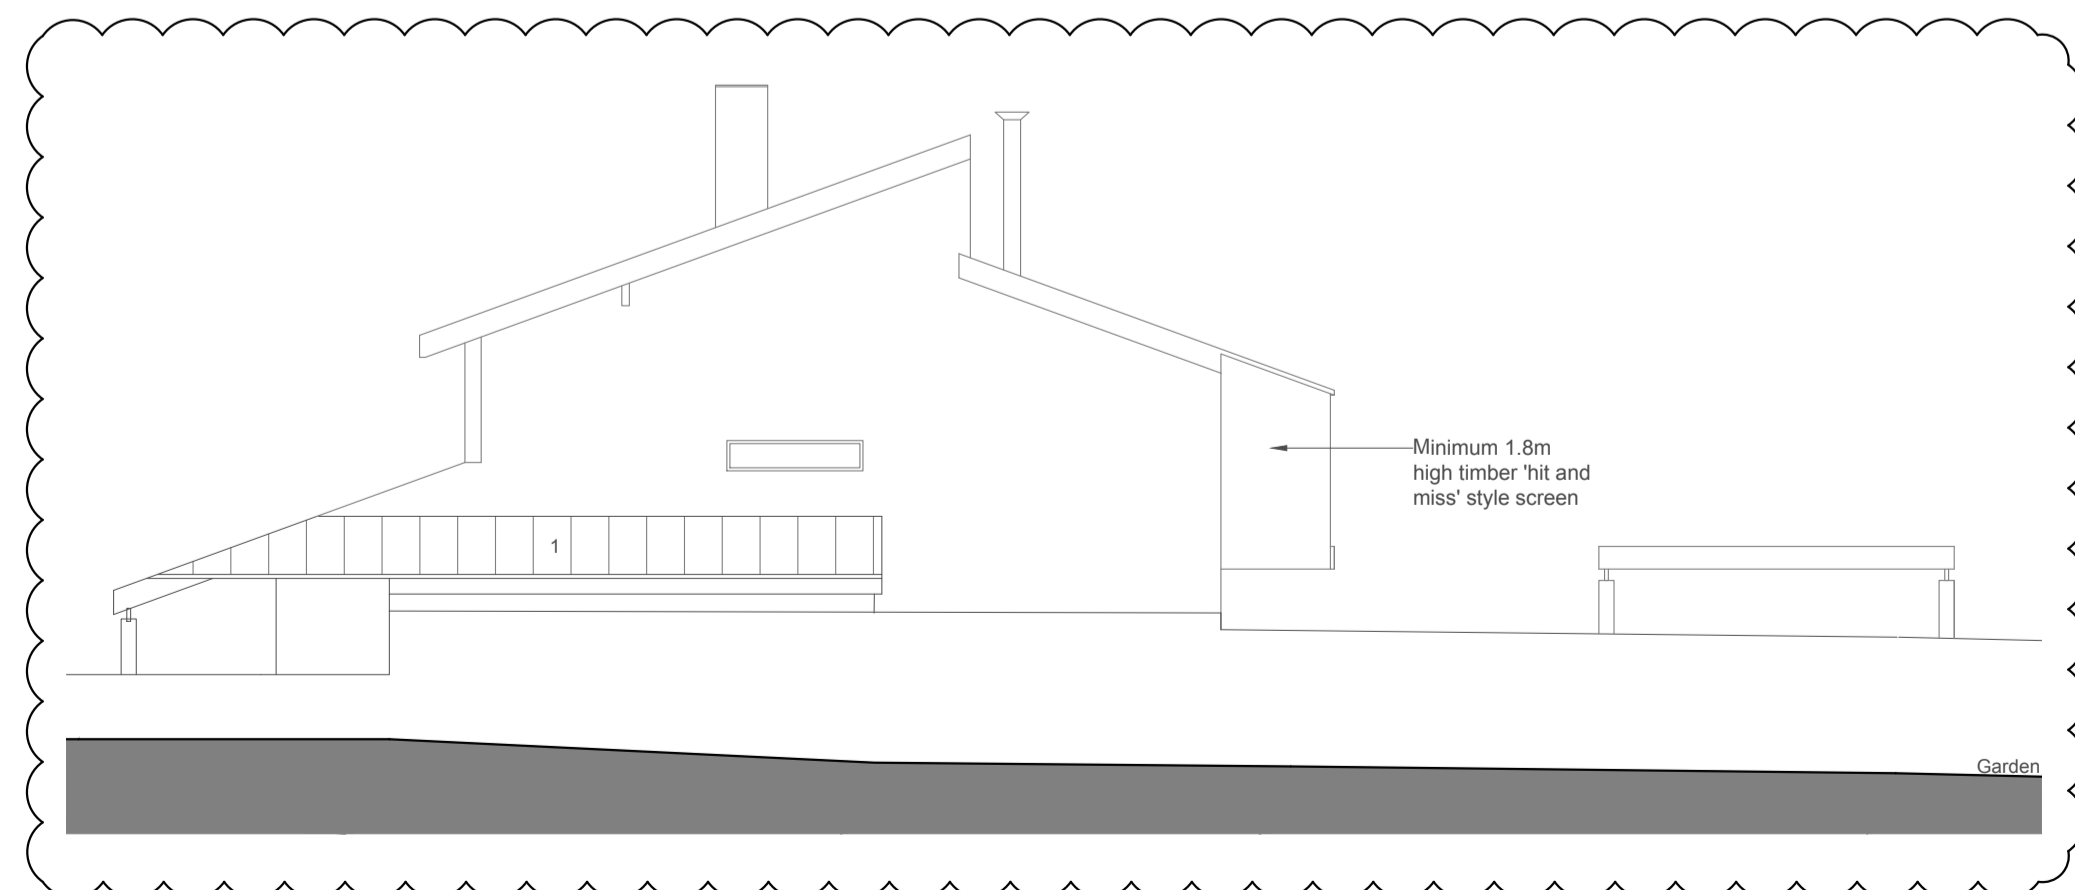 Minimum 1.8m
high timber 'hit and
miss' style screen
1
Garden